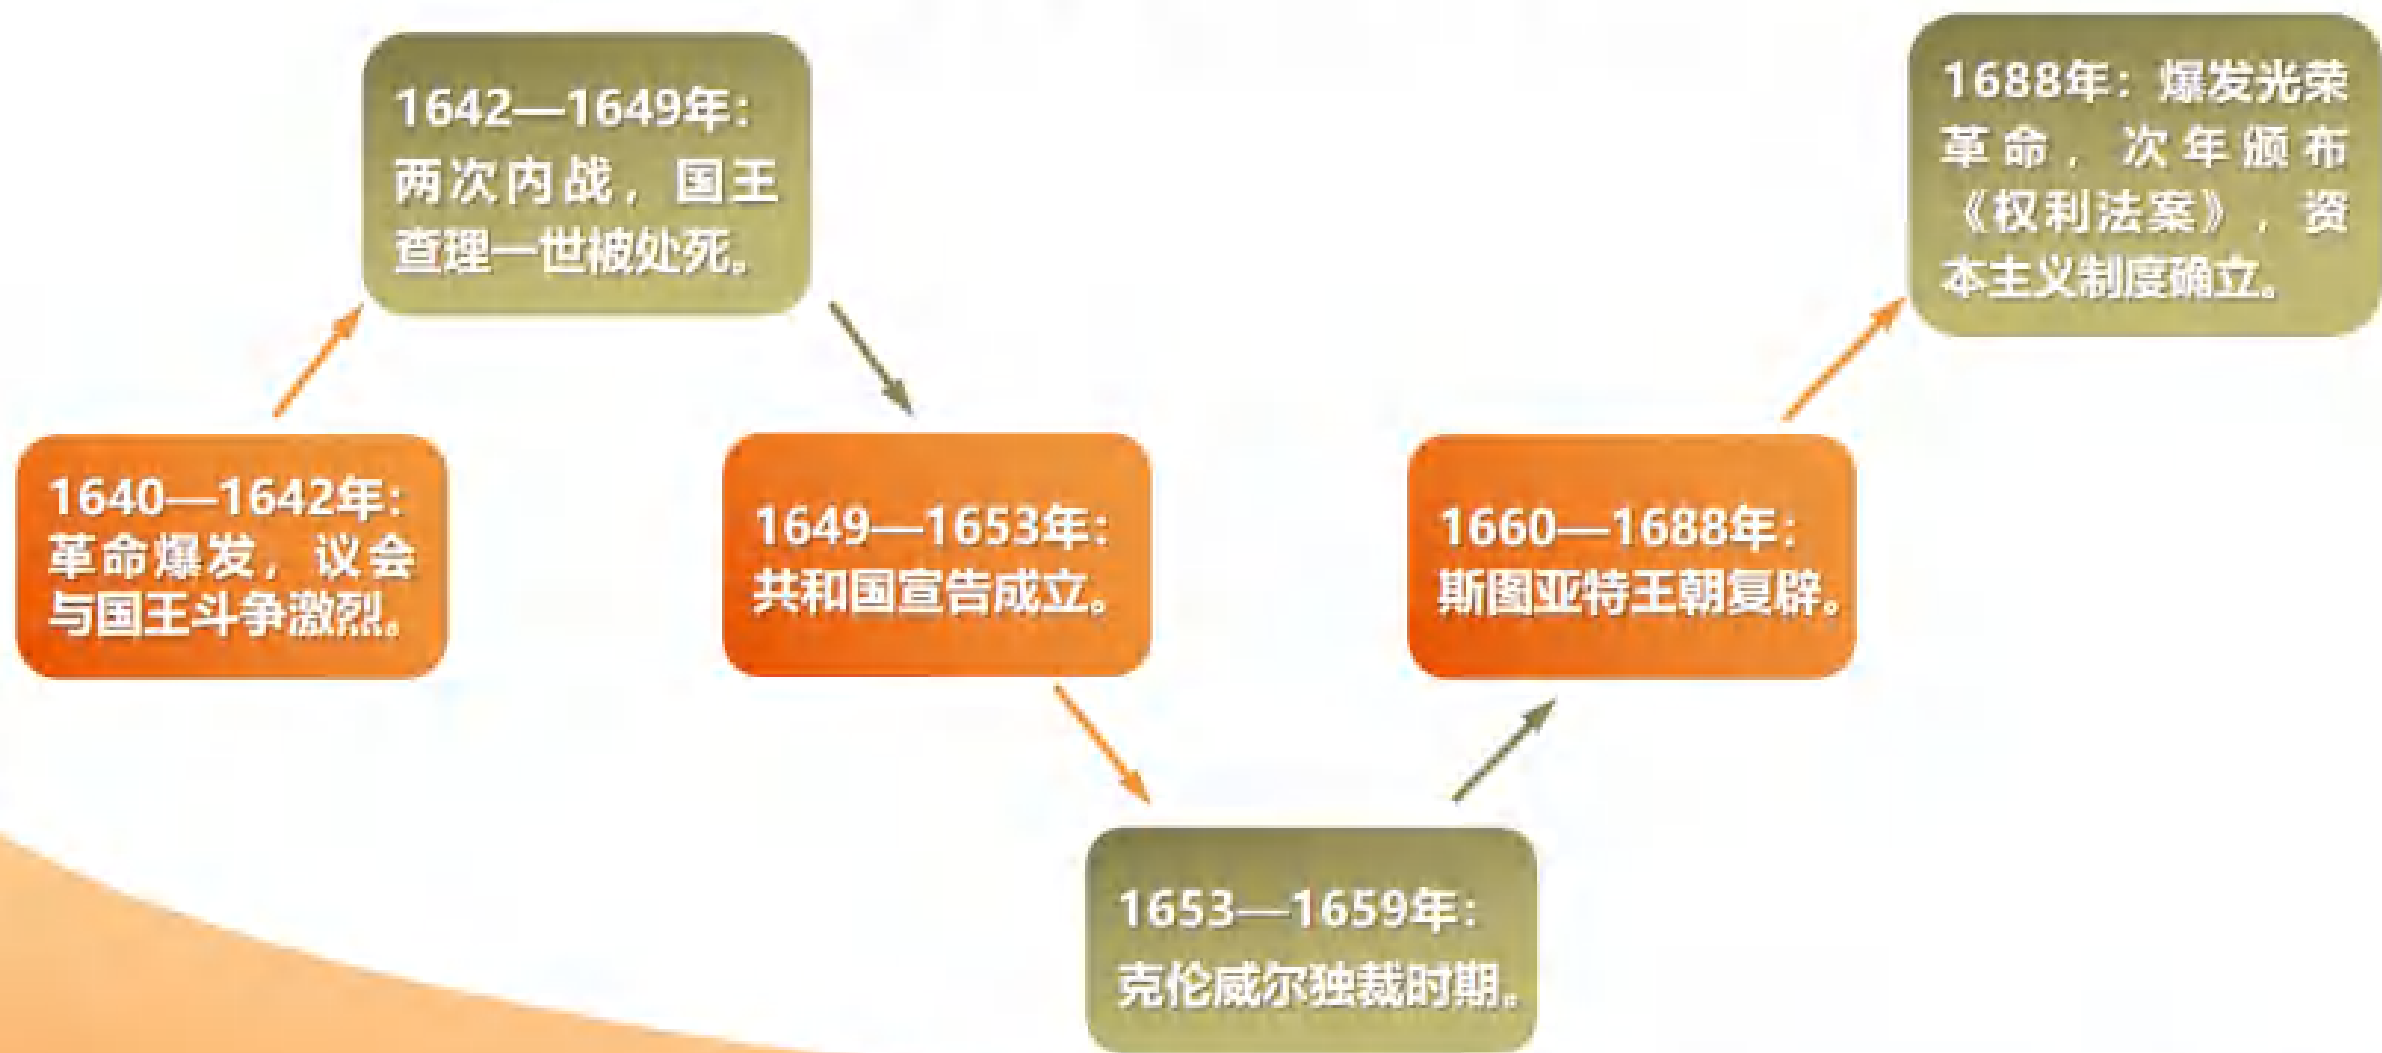 1640—1642年：
革命爆发，议会
与国王斗争激烈。
1642—1649年：
两次内战，国王
查理一世被处死。
1649—1653年：
共和国宣告成立。
1653—1659年：
克伦威尔独裁时期。
1660—1688年：
斯图亚特王朝复辟。
1688年：爆发光荣
革命，次年颁布
《权利法案》，资
本主义制度确立。